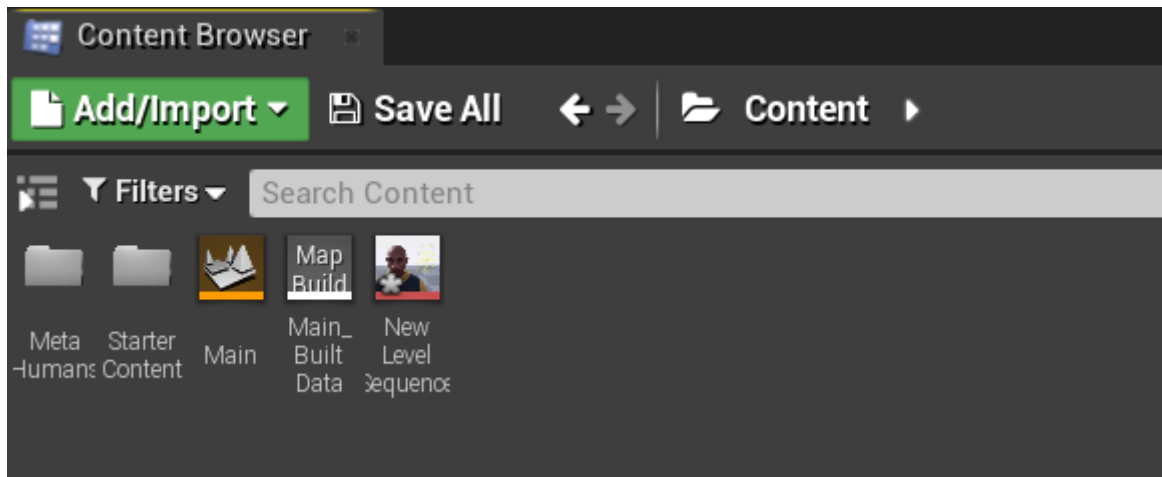 Content Browser
Add/Import Save All Content
Filters Search Content
Map
Build
Meta
Humans
Starter
Content
Main
Main_
Built
Data
New
Level
Sequence